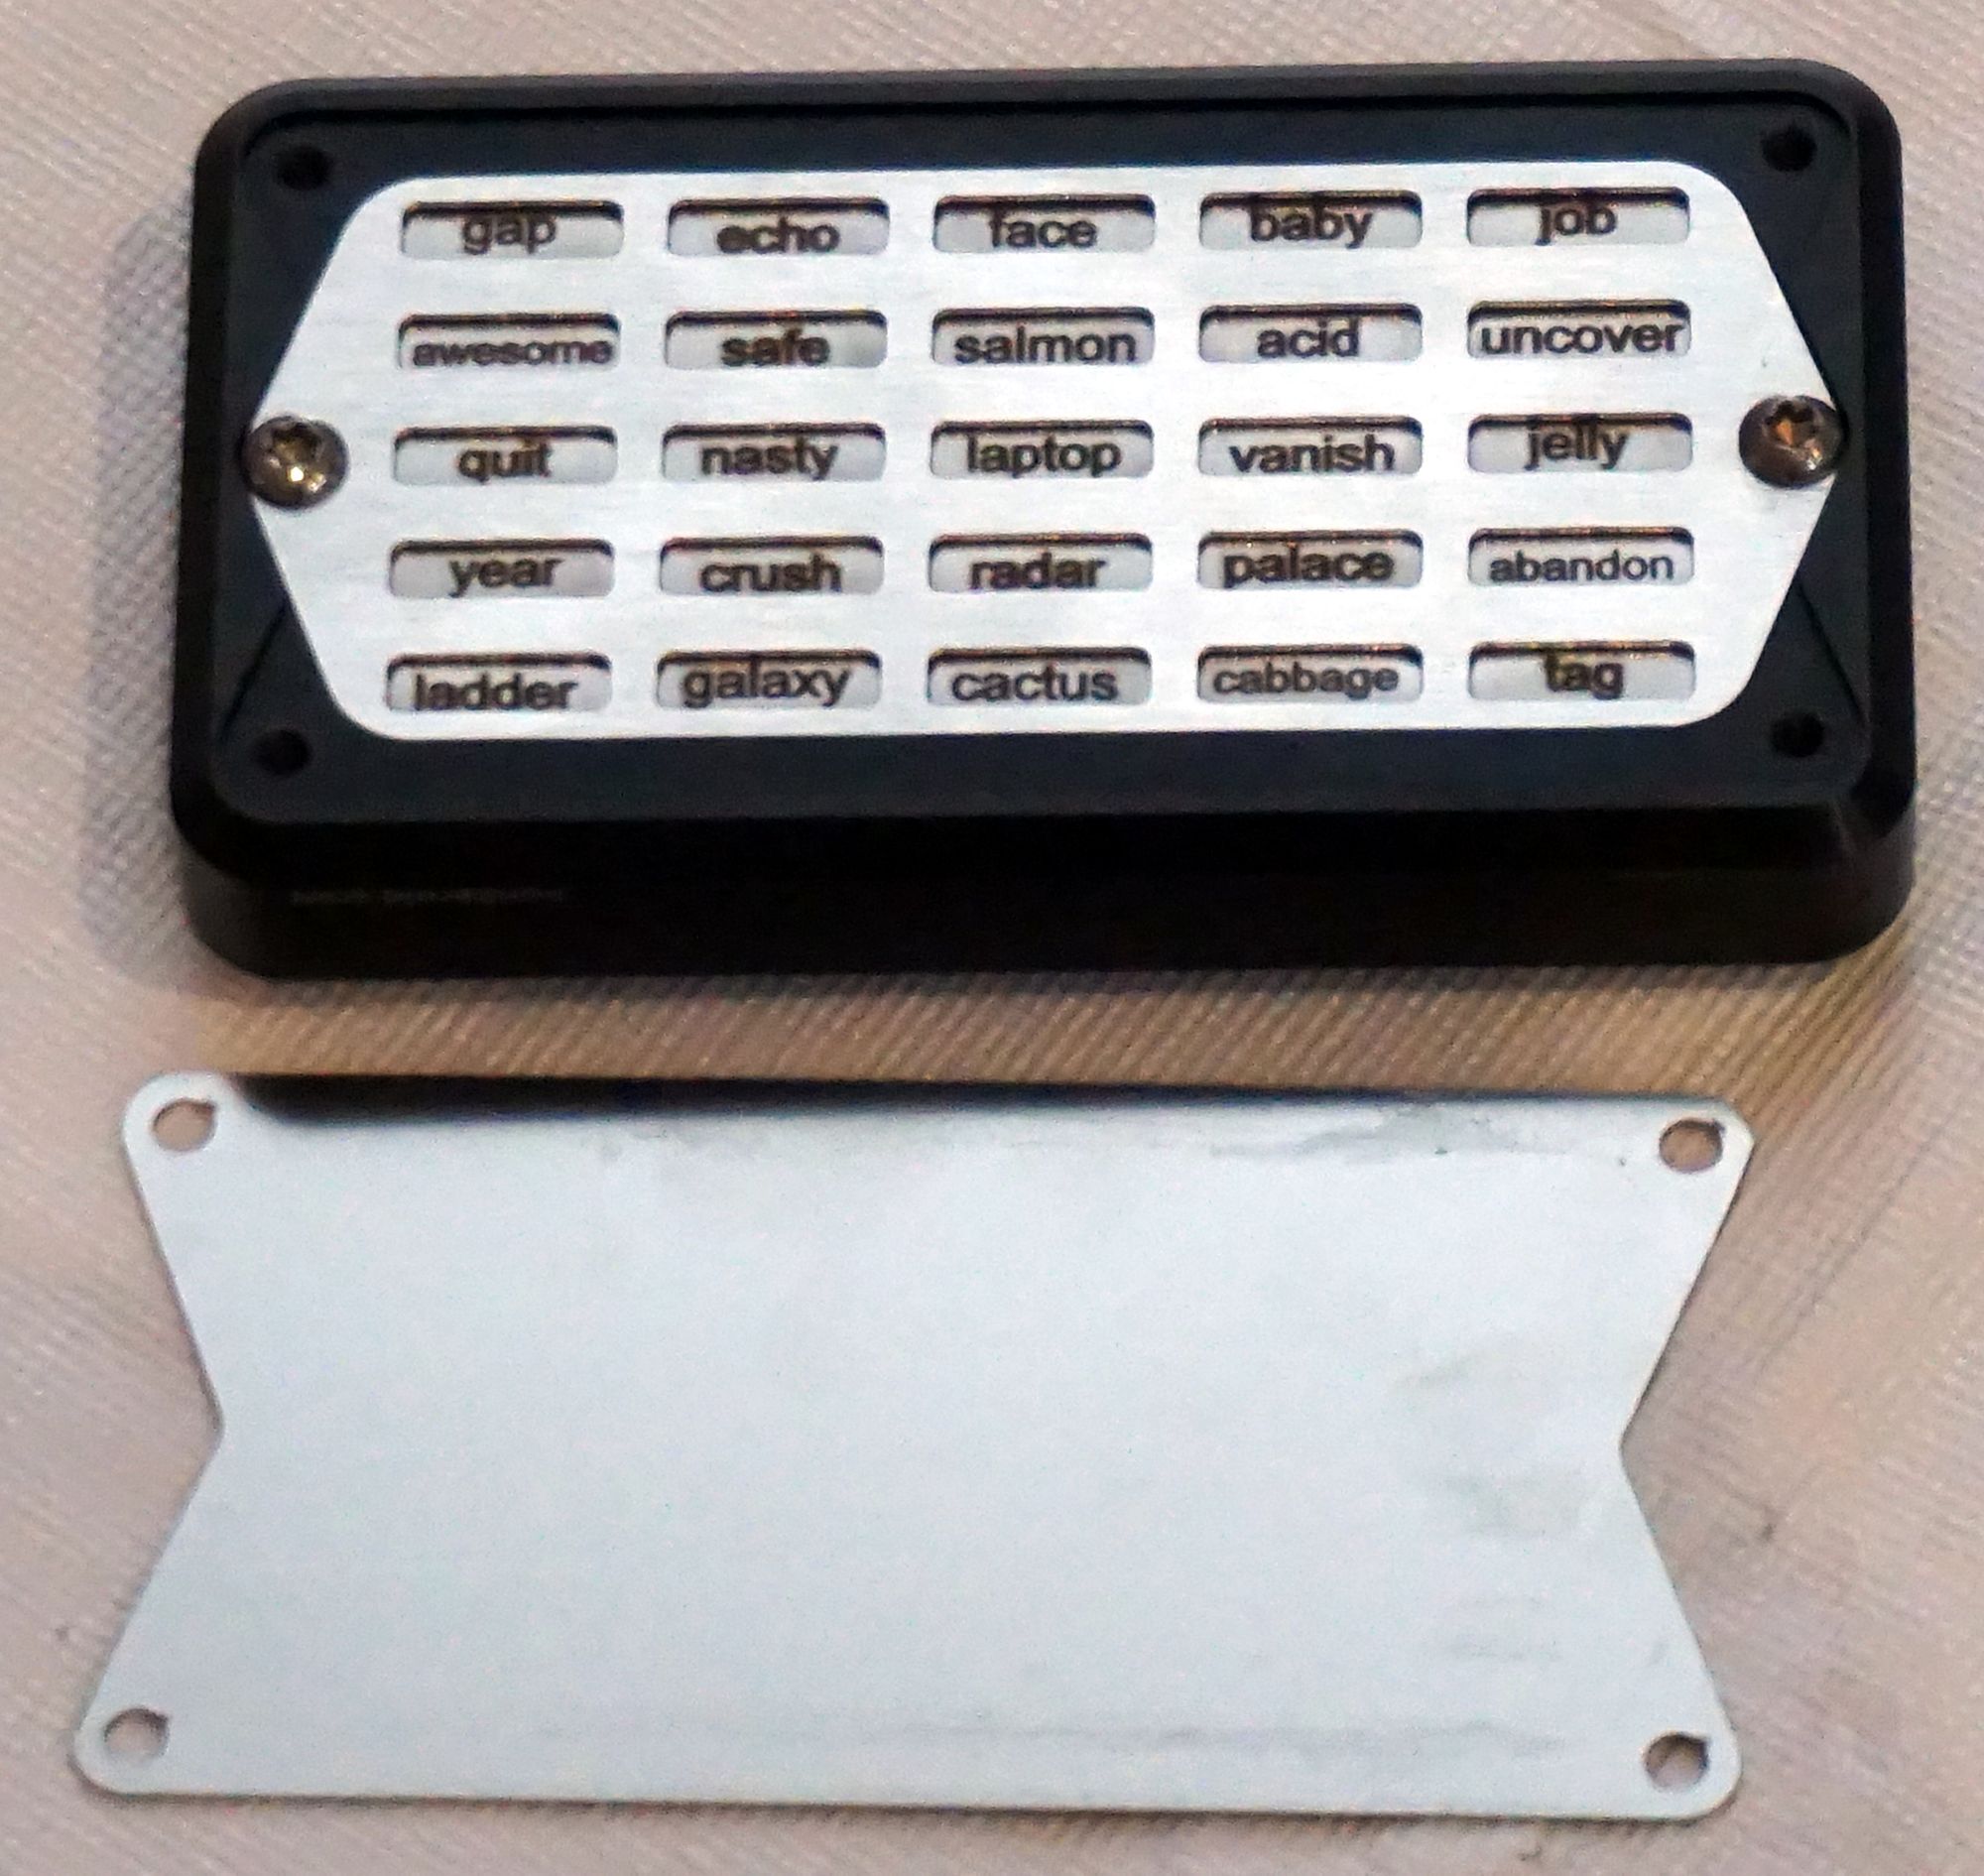 gap echo face baby job
awesome safe salmon acid uncover
quit nasty laptop vanish jelly
year crush radar palace abandon
ladder galaxy cactus cabbage tag